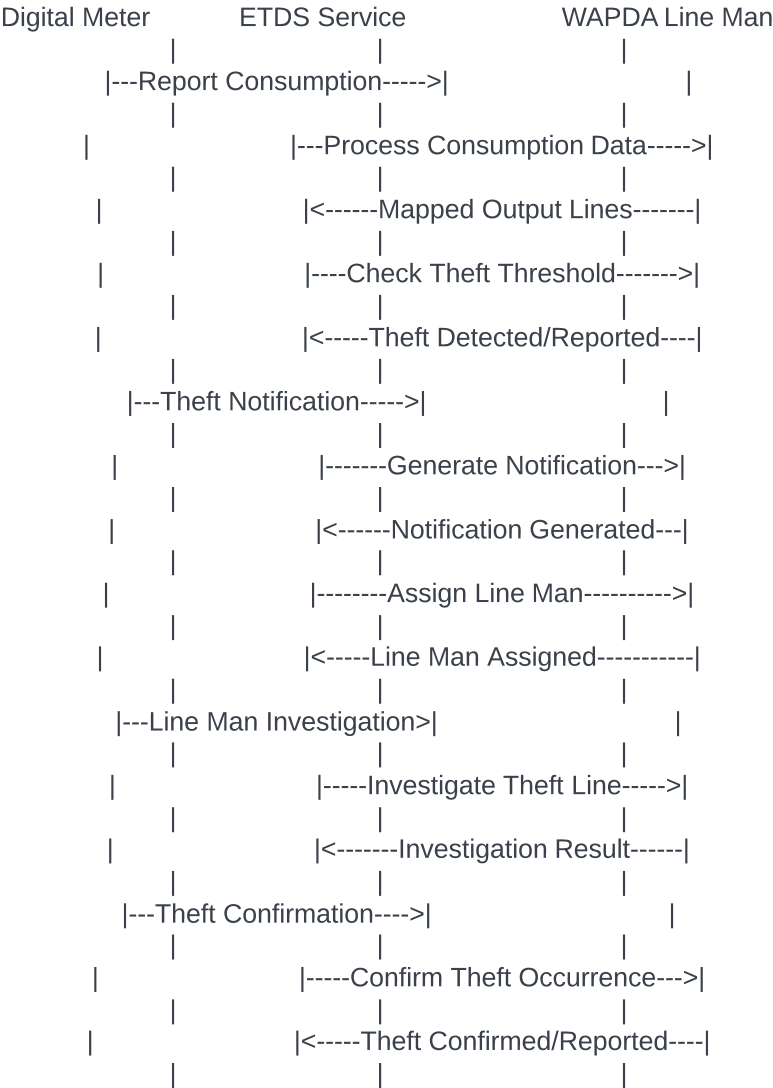 Digital Meter ETDS Service WAPDA Line Man
| | |
|---Report Consumption----->| |
| | |
| |---Process Consumption Data----->|
| | |
| |<------Mapped Output Lines-------|
| | |
| |----Check Theft Threshold------->|
| | |
| |<-----Theft Detected/Reported----|
| | |
|---Theft Notification----->| |
| | |
| |-------Generate Notification--->|
| | |
| |<------Notification Generated---|
| | |
| |--------Assign Line Man---------->|
| | |
| |<-----Line Man Assigned-----------|
| | |
|---Line Man Investigation>| |
| | |
| |-----Investigate Theft Line----->|
| | |
| |<-------Investigation Result------|
| | |
|---Theft Confirmation---->| |
| | |
| |-----Confirm Theft Occurrence--->|
| | |
| |<-----Theft Confirmed/Reported----|
| | |